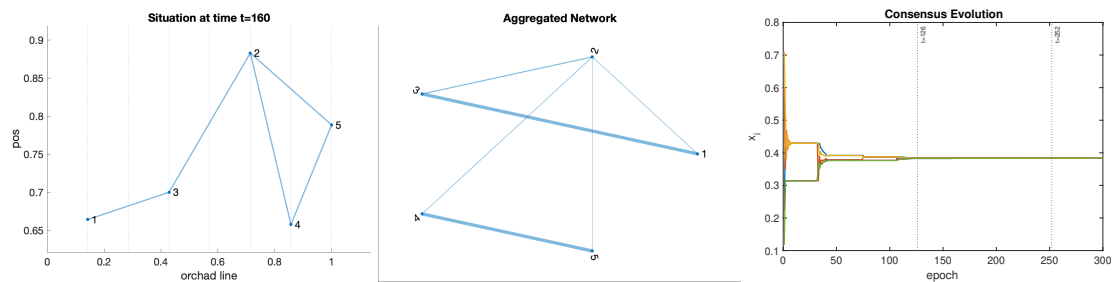 Situation at time t=160
0.9
0.85
0.8
0.75
0.7
0.65
pos
0 0.2 0.4 0.6 0.8 1
orchad line
1
3
2
4
5
Aggregated Network
2
3
1
4
5
Consensus Evolution
0.8
0.7
0.6
0.5
0.4
0.3
0.2
0.1
x_i
0 50 100 150 200 250 300
epoch
t=126
t=252